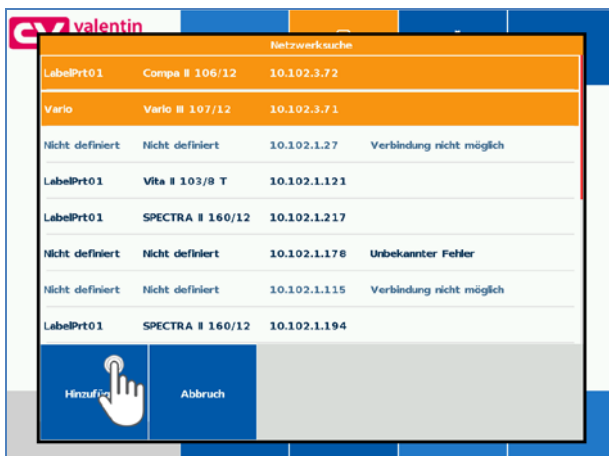 valentin
Netzwerksuche
LabelPrt01 Compa II 106/12 10.102.3.72
Vario Vario III 107/12 10.102.3.71
Nicht definiert Nicht definiert 10.102.1.27 Verbindung nicht möglich
LabelPrt01 Vita II 103/8 T 10.102.1.121
LabelPrt01 SPECTRA II 160/12 10.102.1.217
Nicht definiert Nicht definiert 10.102.1.178 Unbekannter Fehler
Nicht definiert Nicht definiert 10.102.1.115 Verbindung nicht möglich
LabelPrt01 SPECTRA II 160/12 10.102.1.194
Abbruch